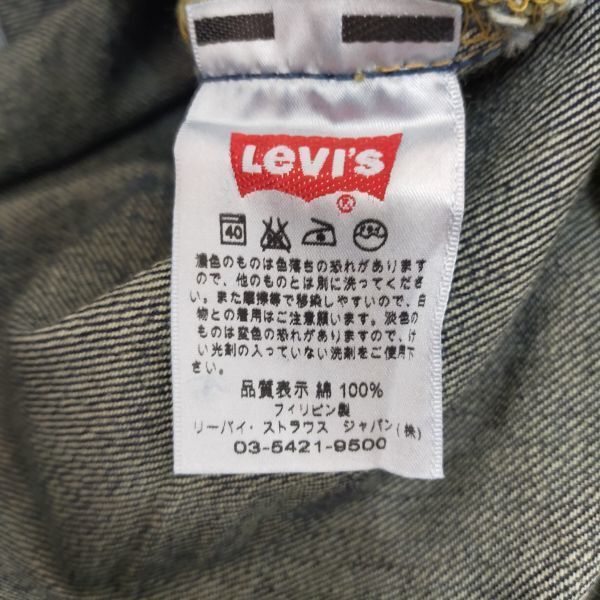 LEVI'S
®
40
濃色のものは色落ちの恐れがあります
ので、他のものとは別に洗ってくださ
い。また摩擦等で移染しやすいので、白
物との着用はご注意願います。淡色の
ものは変色の恐れがありますので、け
い光剤の入っていない洗剤をご使用下
さい。
品質表示 綿 100%
フィリピン製
リーバイ・ストラウス ジャパン(株)
03-5421-9500